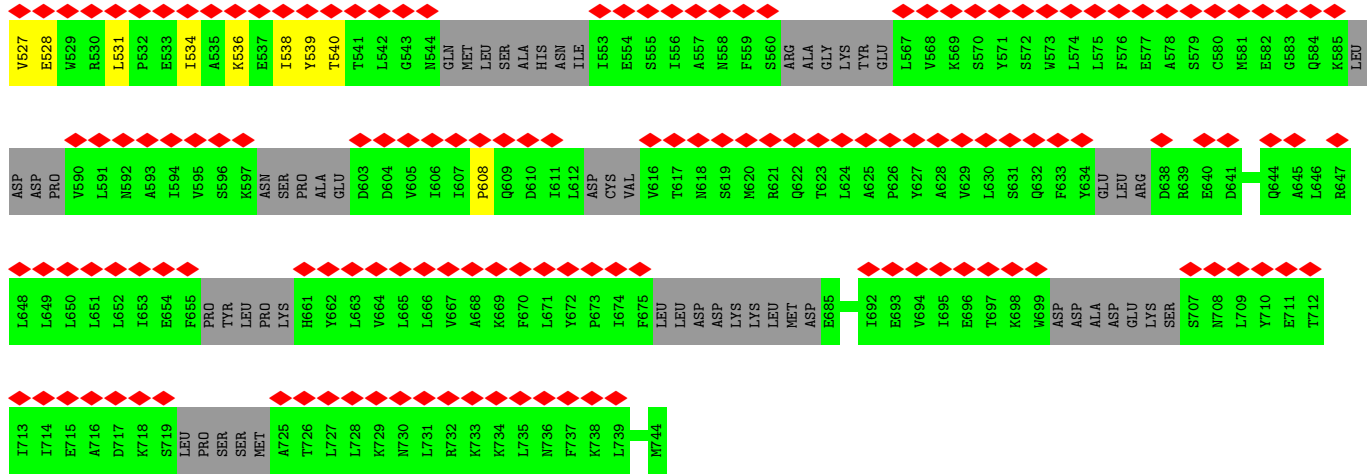 V527 E528 W529 R530 L531 P532 E533 I534 A535 K536 E537 I538 Y539 T540 T541 L542 G543 N544 GLN MET LEU SER ALA HIS ASN ILE I553 E554 S555 I556 A557 N558 F559 S560 ARG ALA GLY LYS TYR GLU L567 V568 K569 S570 Y571 S572 W573 L574 L575 F576 E577 A578 S579 C580 M581 E582 G583 Q584 K585 LEU
ASP ASP PRO V590 L591 N592 A593 I594 V595 S596 K597 ASN SER PRO ALA GLU D603 D604 V605 I606 I607 P608 Q609 D610 I611 L612 ASP CYS VAL V616 T617 N618 S619 M620 R621 Q622 T623 L624 A625 P626 Y627 A628 V629 L630 S631 Q632 F633 Y634 GLU LEU ARG D638 R639 E640 D641 Q644 A645 L646 R647
L648 L649 L650 L651 L652 I653 E654 F655 PRO TYR LEU PRO LYS H661 Y662 L663 V664 L665 L666 V667 A668 K669 F670 L671 Y672 P673 I674 F675 LEU LEU ASP ASP LYS LYS LEU MET ASP E685 I692 E693 V694 I695 E696 T697 K698 W699 ASP ASP ALA ASP GLU LYS SER S707 N708 L709 Y710 E711 T712
I713 I714 E715 A716 D717 K718 S719 LEU PRO SER SER MET A725 T726 L727 L728 K729 N730 L731 R732 K733 K734 L735 N736 F737 K738 L739 M744